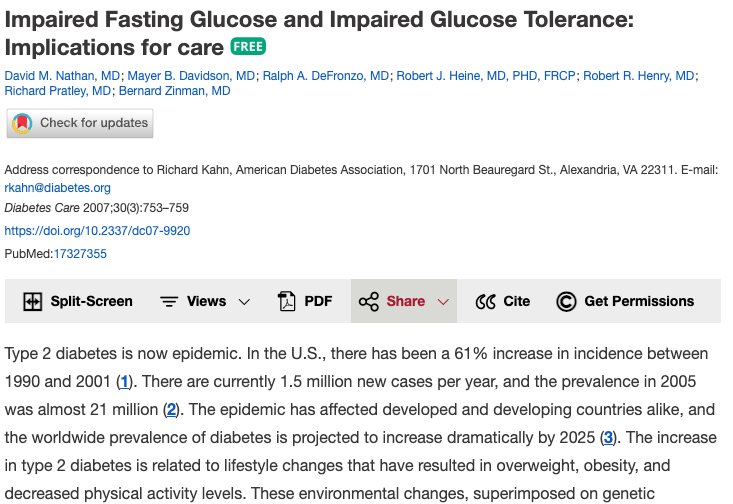 Impaired Fasting Glucose and Impaired Glucose Tolerance:
Implications for care FREE
David M. Nathan, MD; Mayer B. Davidson, MD; Ralph A. DeFronzo, MD; Robert J. Heine, MD, PHD, FRCP; Robert R. Henry, MD;
Richard Pratley, MD; Bernard Zinman, MD
Check for updates
Address correspondence to Richard Kahn, American Diabetes Association, 1701 North Beauregard St., Alexandria, VA 22311. E-mail:
rkahn@diabetes.org
Diabetes Care 2007;30(3):753–759
https://doi.org/10.2337/dc07-9920
PubMed:17327355
Split-Screen Views PDF Share Cite Get Permissions
Type 2 diabetes is now epidemic. In the U.S., there has been a 61% increase in incidence between
1990 and 2001 (1). There are currently 1.5 million new cases per year, and the prevalence in 2005
was almost 21 million (2). The epidemic has affected developed and developing countries alike, and
the worldwide prevalence of diabetes is projected to increase dramatically by 2025 (3). The increase
in type 2 diabetes is related to lifestyle changes that have resulted in overweight, obesity, and
decreased physical activity levels. These environmental changes, superimposed on genetic